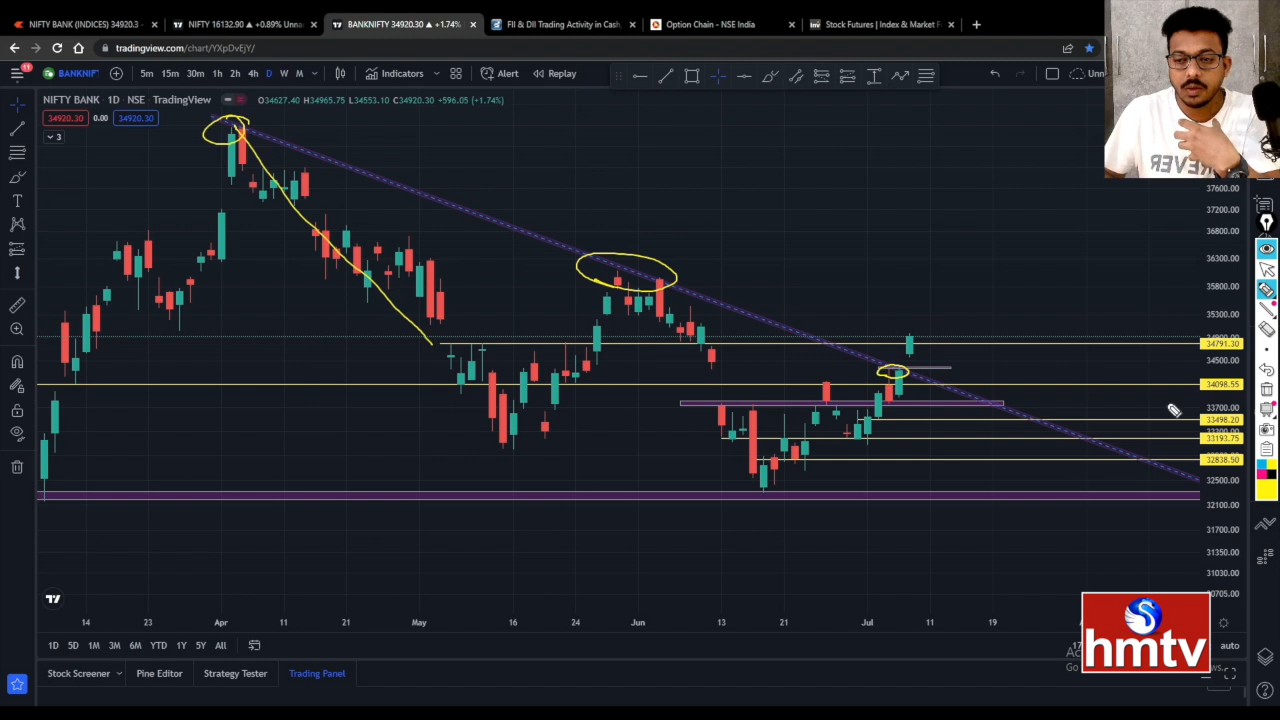 NIFTY BANK (INDICES) 34920.3
NIFTY 16132.90 ▲ +0.89% Unna
BANKNIFTY 34920.30 ▲ +1.74%
FII & DII Trading Activity in Cash
Option Chain - NSE India
Stock Futures | Index & Market F
tradingview.com/chart/YXpDvEjY/
11
BANKNIF
5m 15m 30m 1h 2h 4h D W M
Indicators
Alert
Replay
Unn
NIFTY BANK 1D NSE TradingView
O34627.40 H34965.75 L34553.10 C34920.30 +596.05 (+1.74%)
34920.30 0.00 34920.30
3
REVER
37600.00
37200.00
36800.00
36300.00
35800.00
35300.00
34791.30
34500.00
34098.55
33700.00
33498.20
33193.75
32838.50
32500.00
32100.00
31700.00
31350.00
31030.00
30705.00
14 23 Apr 11 21 May 16 24 Jun 13 21 Jul 11 19
1D 5D 1M 3M 6M YTD 1Y 5Y All
auto
hmtv
Stock Screener
Pine Editor
Strategy Tester
Trading Panel